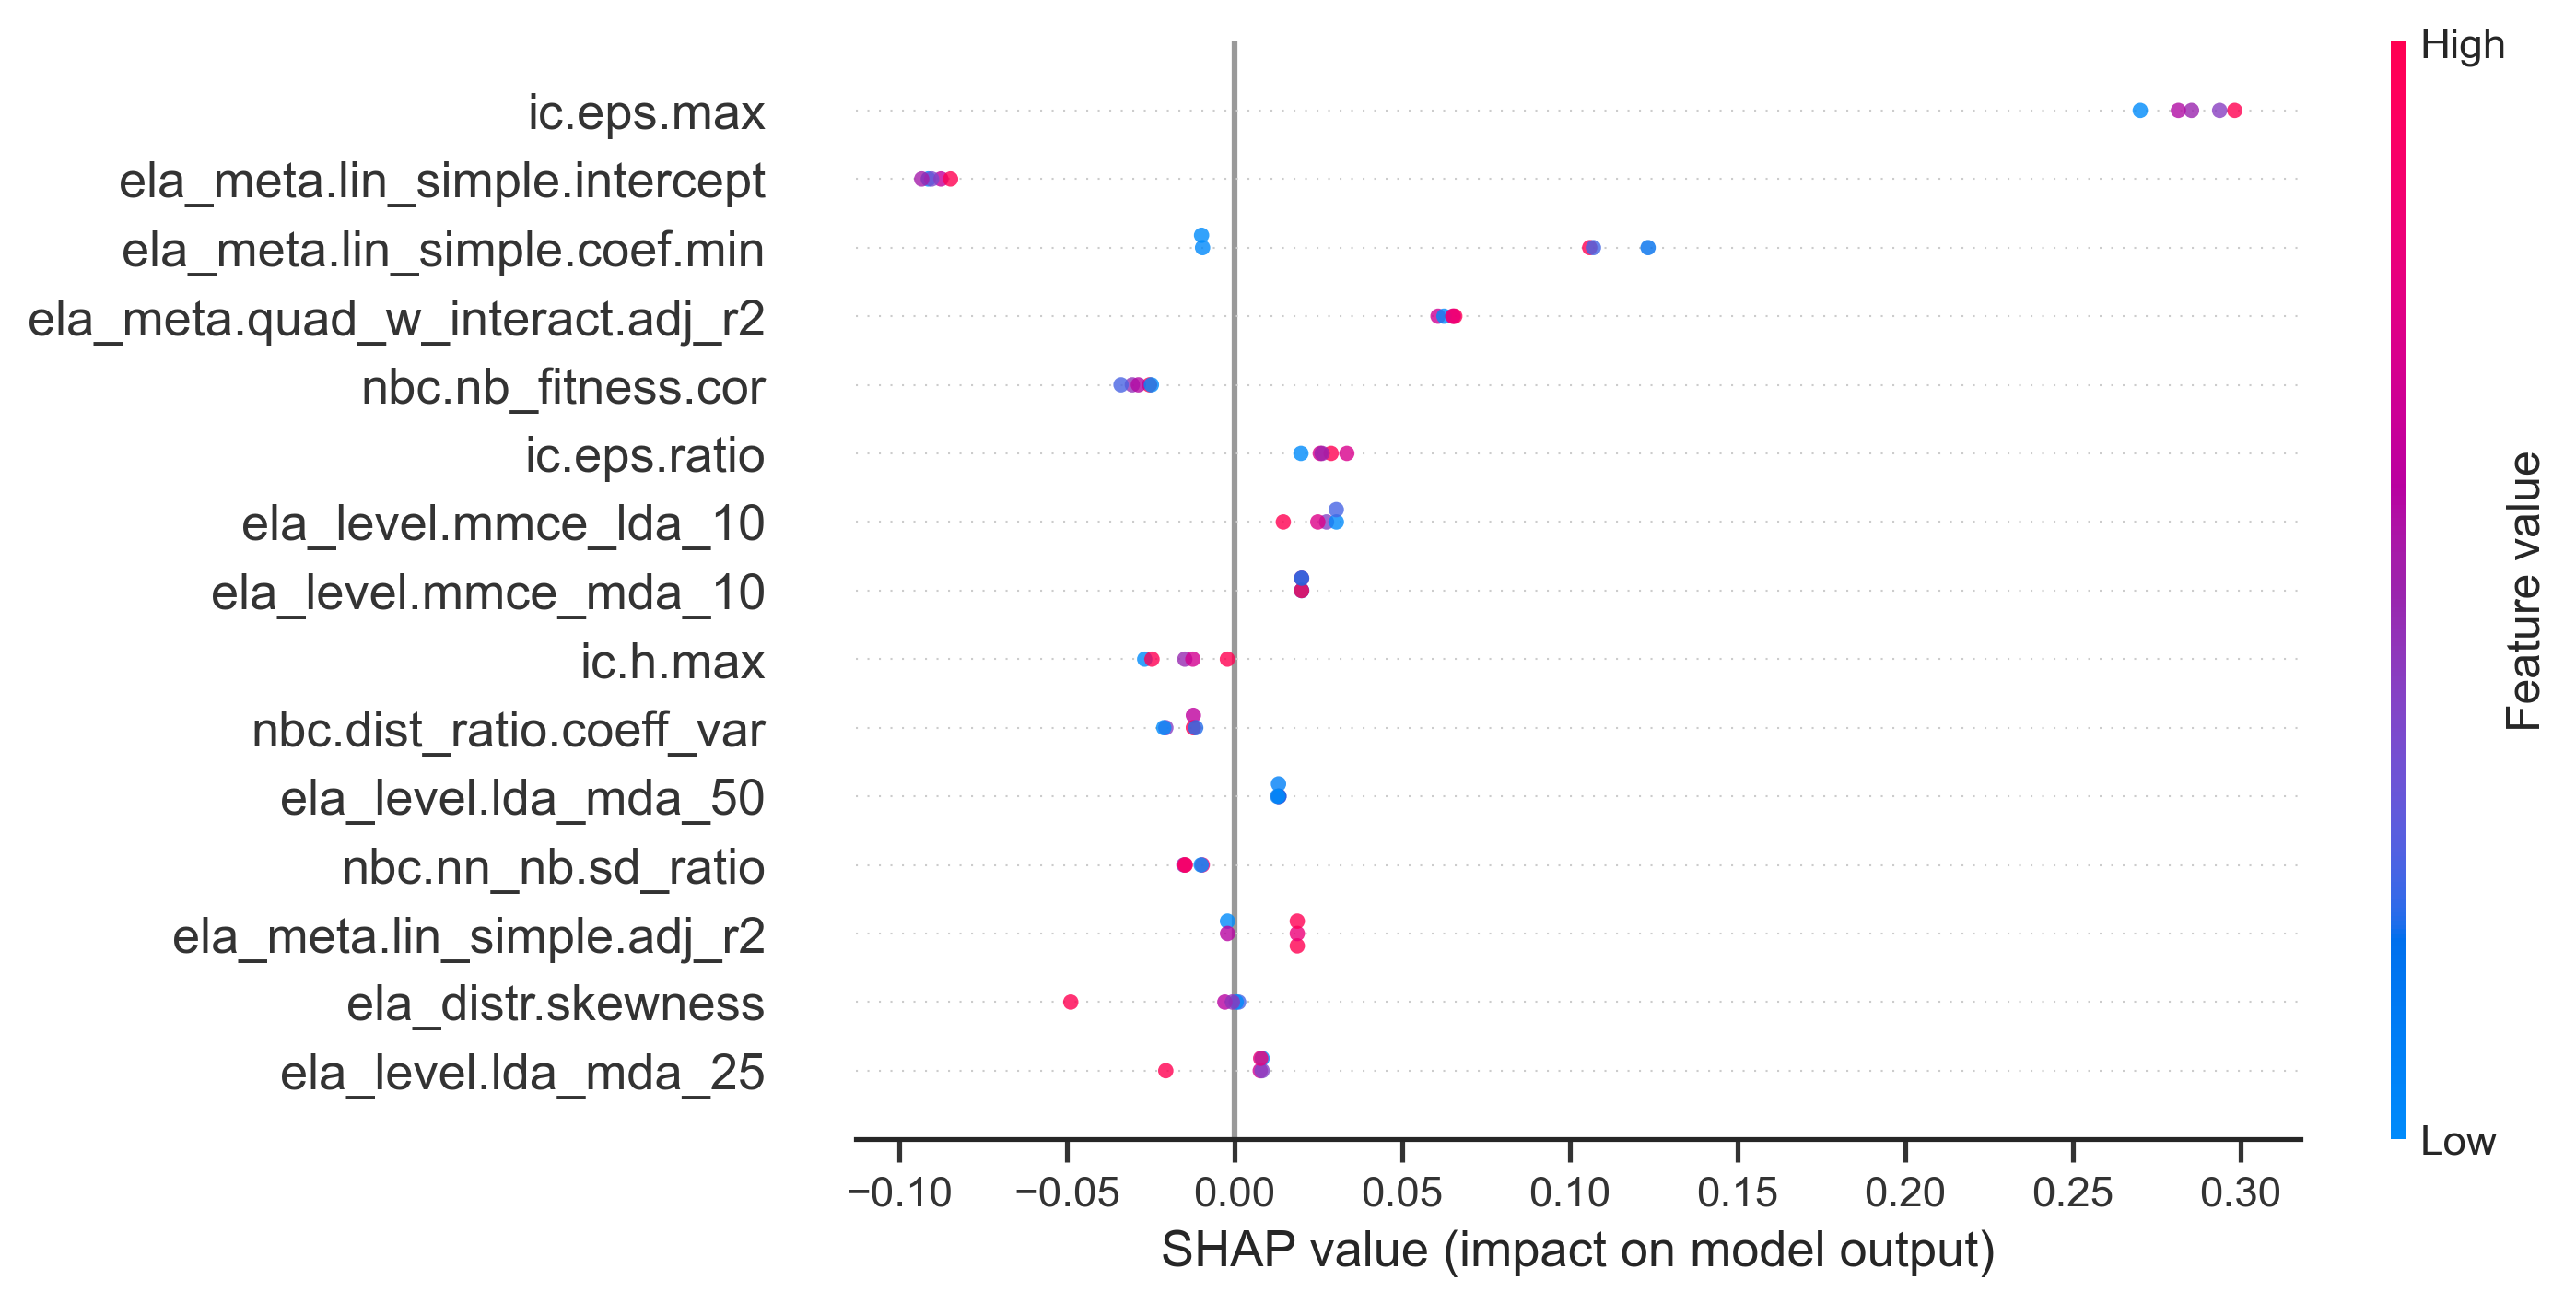 High
ic.eps.max
ela_meta.lin_simple.intercept
ela_meta.lin_simple.coef.min
ela_meta.quad_w_interact.adj_r2
nbc.nb_fitness.cor
ic.eps.ratio
ela_level.mmce_lda_10
ela_level.mmce_mda_10
ic.h.max
nbc.dist_ratio.coeff_var
ela_level.lda_mda_50
nbc.nn_nb.sd_ratio
ela_meta.lin_simple.adj_r2
ela_distr.skewness
ela_level.lda_mda_25
Feature value
Low
−0.10 −0.05 0.00 0.05 0.10 0.15 0.20 0.25 0.30
SHAP value (impact on model output)